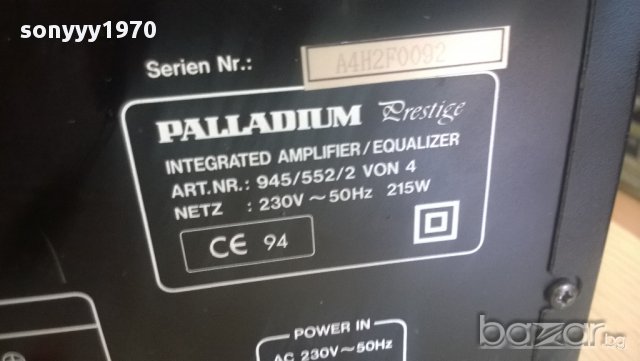 sonyyy1970
Serien Nr.: A4H2F0092
PALLADIUM Prestige
INTEGRATED AMPLIFIER/EQUALIZER
ART.NR.: 945/552/2 VON 4
NETZ : 230V ~ 50Hz 215W
CE 94
POWER IN
AC 230V~50Hz
bazar.bg